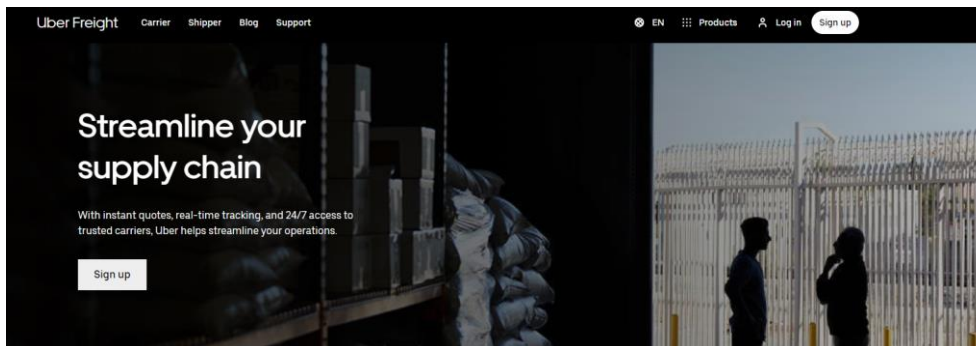 Uber Freight Carrier Shipper Blog Support EN Products Log in Sign up
Streamline your
supply chain
With instant quotes, real-time tracking, and 24/7 access to
trusted carriers, Uber helps streamline your operations.
Sign up